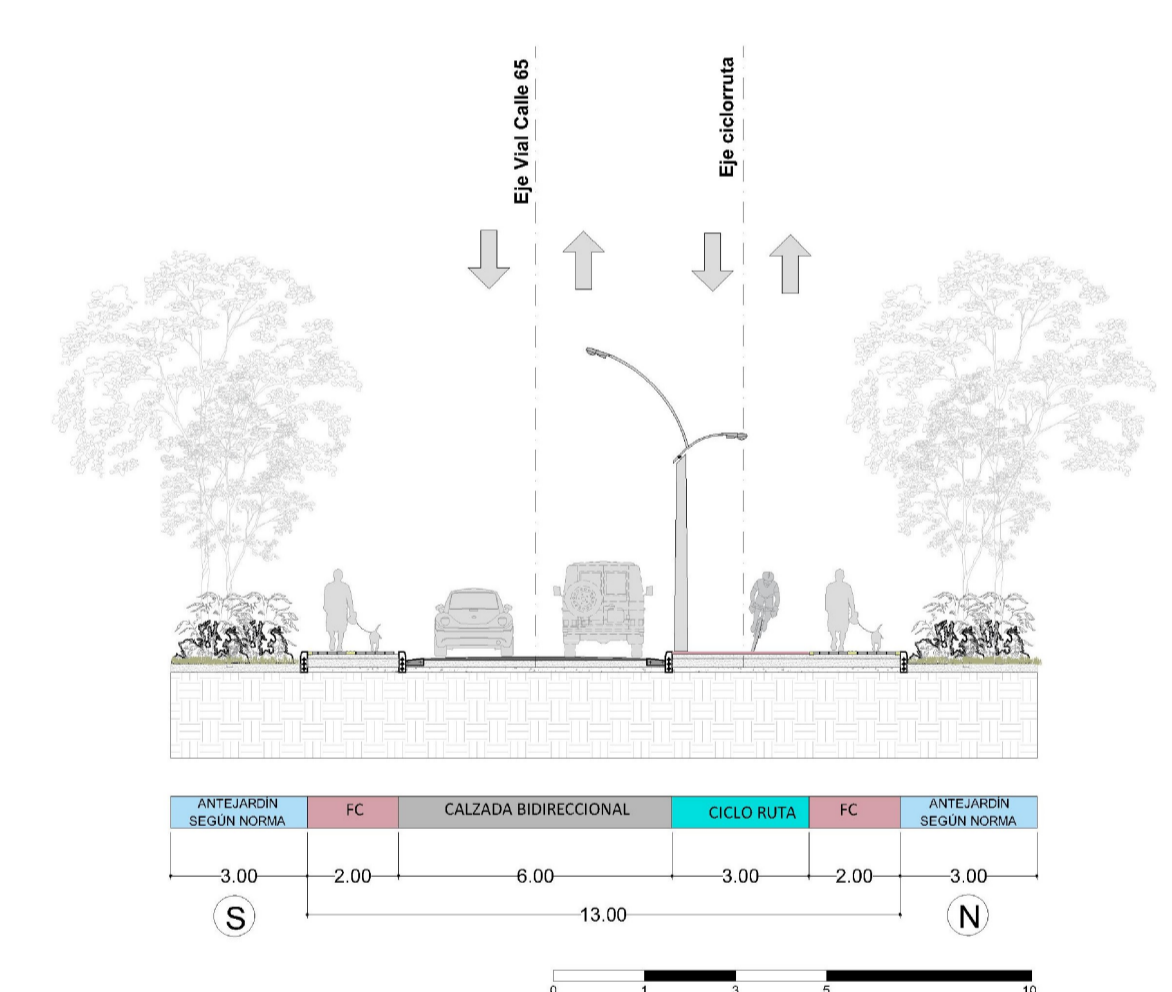 Eje Vial Calle 65
Eje ciclorruta
ANTEJARDÍN
SEGÚN NORMA
FC
CALZADA BIDIRECCIONAL
CICLO RUTA
FC
ANTEJARDÍN
SEGÚN NORMA
3.00
2.00
6.00
3.00
2.00
3.00
S
13.00
N
0 1 3 5 10